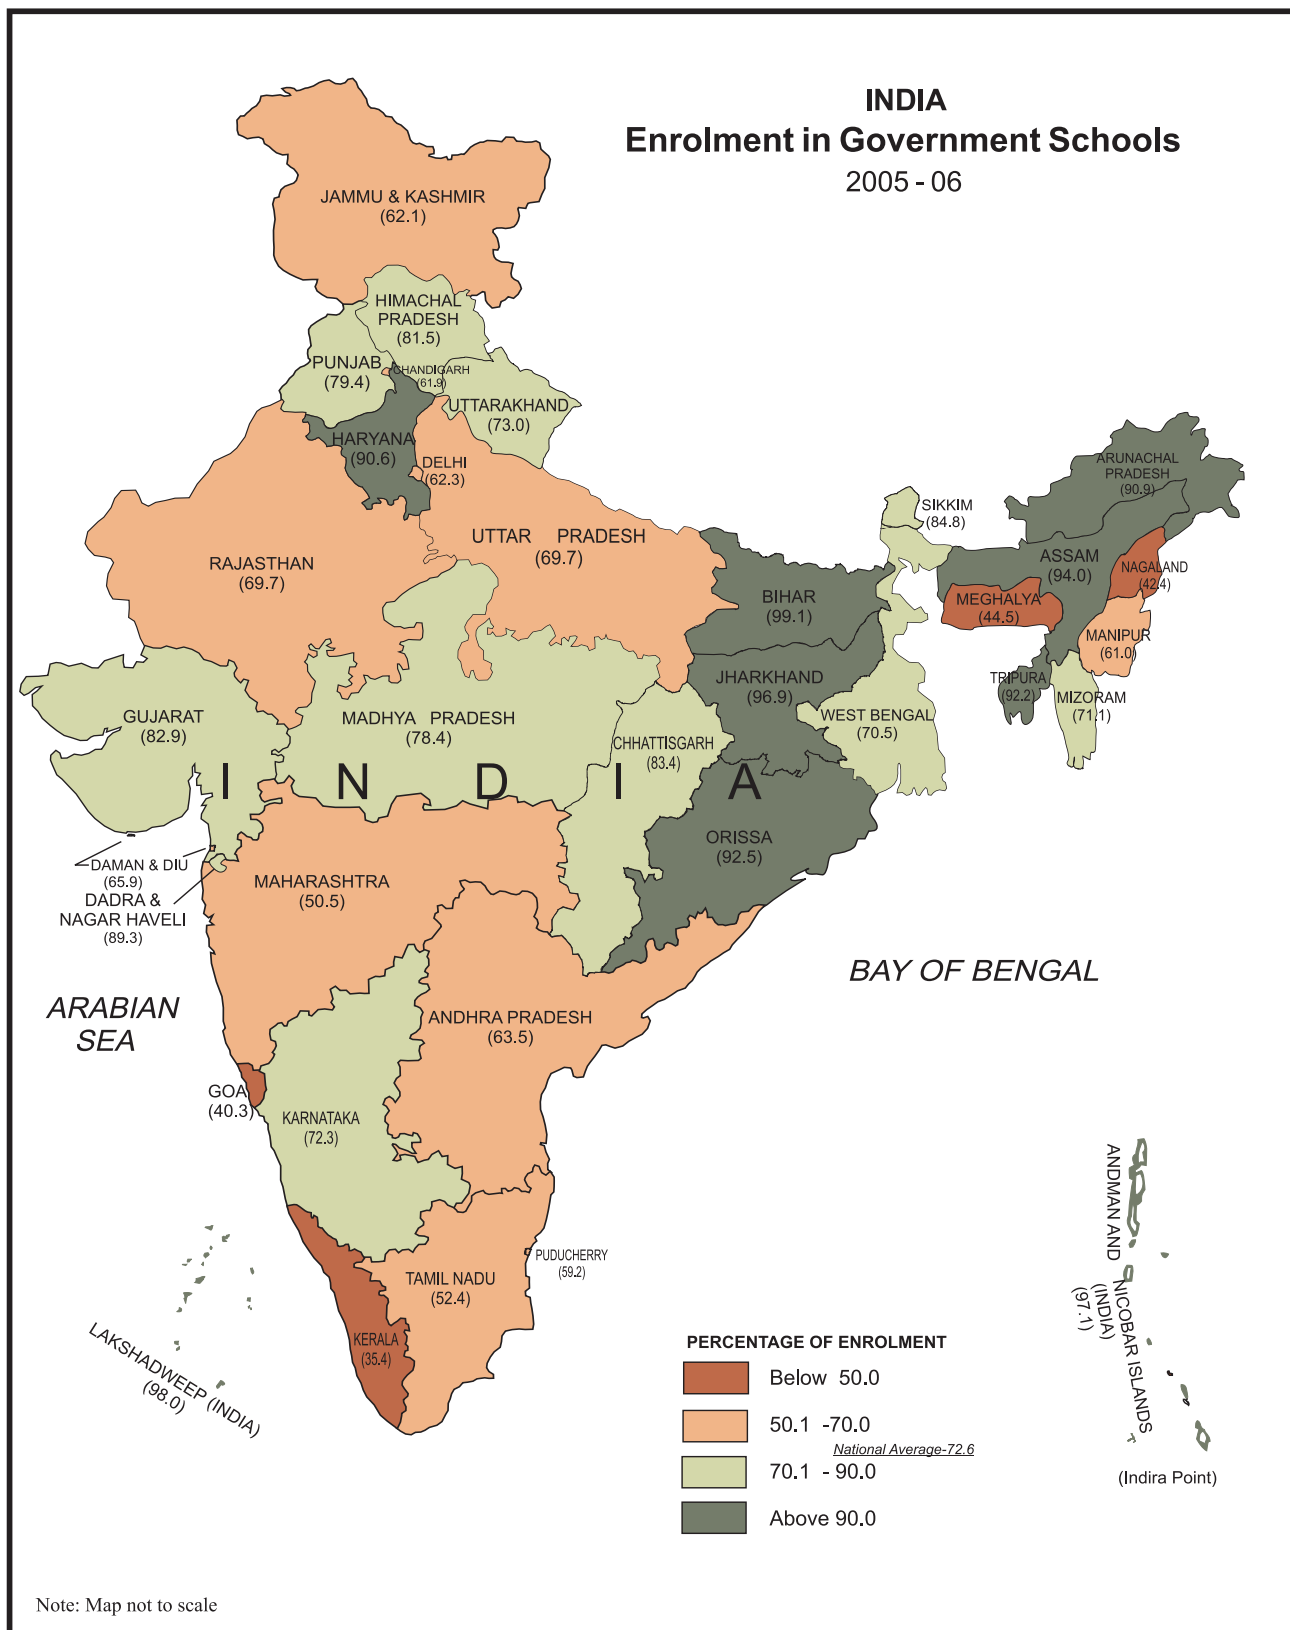 INDIA
Enrolment in Government Schools
2005 - 06
JAMMU & KASHMIR
(62.1)
HIMACHAL
PRADESH
(81.5)
PUNJAB
(79.4)
CHANDIGARH
(61.9)
UTTARAKHAND
(73.0)
HARYANA
(90.6)
DELHI
(62.3)
ARUNACHAL
PRADESH
(90.9)
SIKKIM
(84.8)
RAJASTHAN
(69.7)
UTTAR PRADESH
(69.7)
ASSAM
(94.0)
NAGALAND
(42.4)
BIHAR
(99.1)
MEGHALYA
(44.5)
MANIPUR
(61.0)
JHARKHAND
(96.9)
TRIPURA
(92.2)
MIZORAM
(71.1)
GUJARAT
(82.9)
MADHYA PRADESH
(78.4)
WEST BENGAL
(70.5)
CHHATTISGARH
(83.4)
I N D I A
ORISSA
(92.5)
DAMAN & DIU
(65.9)
DADRA &
NAGAR HAVELI
(89.3)
MAHARASHTRA
(50.5)
BAY OF BENGAL
ARABIAN
SEA
ANDHRA PRADESH
(63.5)
GOA
(40.3)
KARNATAKA
(72.3)
PUDUCHERRY
(59.2)
TAMIL NADU
(52.4)
KERALA
(35.4)
LAKSHADWEEP (INDIA)
(98.0)
ANDMAN AND
NICOBAR ISLANDS
(INDIA)
(97.1)
(Indira Point)
PERCENTAGE OF ENROLMENT
Below 50.0
50.1 -70.0
National Average-72.6
70.1 - 90.0
Above 90.0
Note: Map not to scale